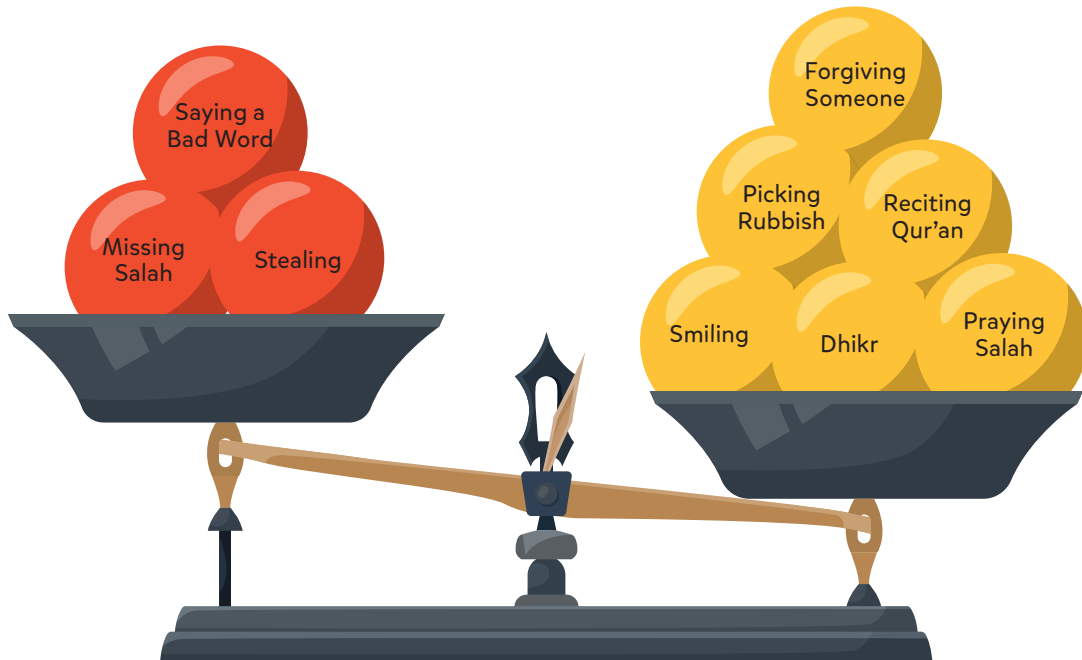 Saying a
Bad Word
Missing
Salah
Stealing
Forgiving
Someone
Picking
Rubbish
Reciting
Qur’an
Smiling
Dhikr
Praying
Salah